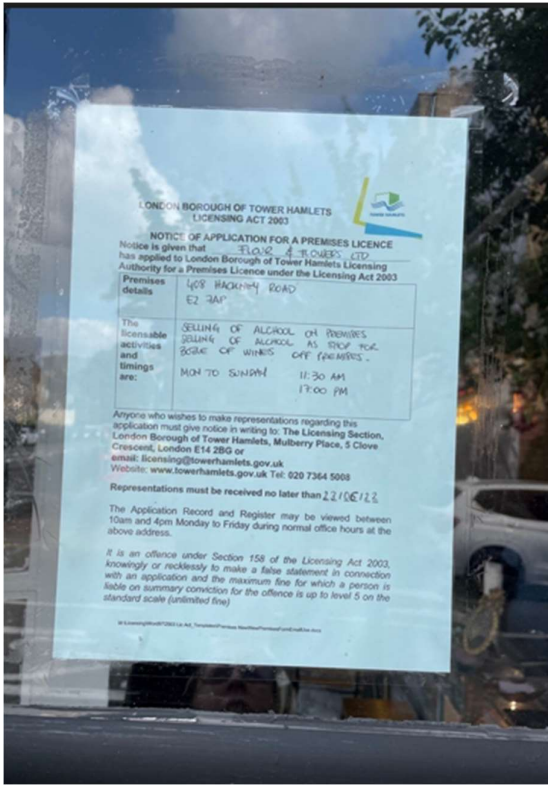 LONDON BOROUGH OF TOWER HAMLETS
LICENSING ACT 2003
TOWER HAMLETS
NOTICE OF APPLICATION FOR A PREMISES LICENCE
Notice is given that FLOUR & FLOWERS LTD
has applied to London Borough of Tower Hamlets Licensing
Authority for a Premises Licence under the Licensing Act 2003
Premises details
408 HACKNEY ROAD
E2 7AP
The licensable activities and timings are:
SELLING OF ALCOHOL ON PREMISES
SELLING OF ALCOHOL AS SHOP FOR
OF WINES OFF PREMISES.
MON TO SUNDAY 11:30 AM
17:00 PM
Anyone who wishes to make representations regarding this
application must give notice in writing to: The Licensing Section,
London Borough of Tower Hamlets, Mulberry Place, 5 Clove
Crescent, London E14 2BG or
email: licensing@towerhamlets.gov.uk
Website: www.towerhamlets.gov.uk Tel: 020 7364 5008
Representations must be received no later than
The Application Record and Register may be viewed between
10am and 4pm Monday to Friday during normal office hours at the
above address.
It is an offence under Section 158 of the Licensing Act 2003,
knowingly or recklessly to make a false statement in connection
with an application and the maximum fine for which a person is
liable on summary conviction for the offence is up to level 5 on the
standard scale (unlimited fine)